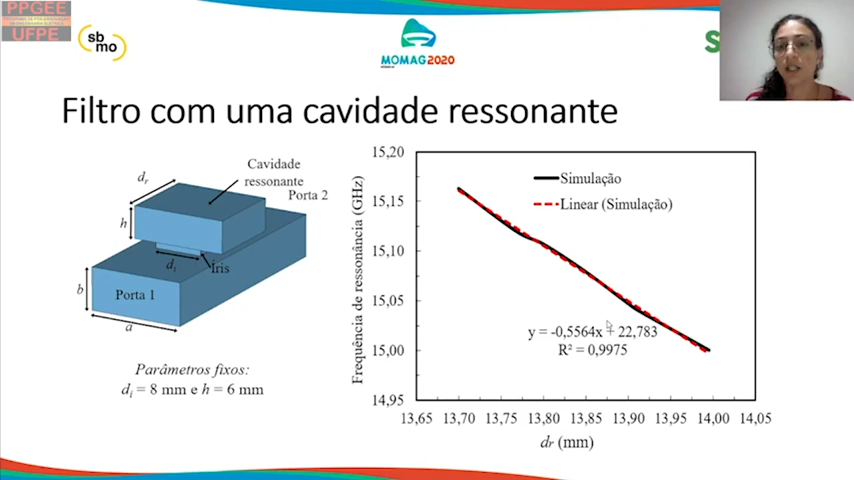 PPGEE
UFPE
sb
mo
MOMAG2020
S
Filtro com uma cavidade ressonante
Cavidade
ressonante
Porta 2
dr
h
di
Íris
b
Porta 1
a
Parâmetros fixos:
di = 8 mm e h = 6 mm
Frequência de ressonância (GHz)
15,20
15,15
15,10
15,05
15,00
14,95
Simulação
Linear (Simulação)
y = -0,5564x + 22,783
R² = 0,9975
13,65 13,70 13,75 13,80 13,85 13,90 13,95 14,00 14,05
dr (mm)